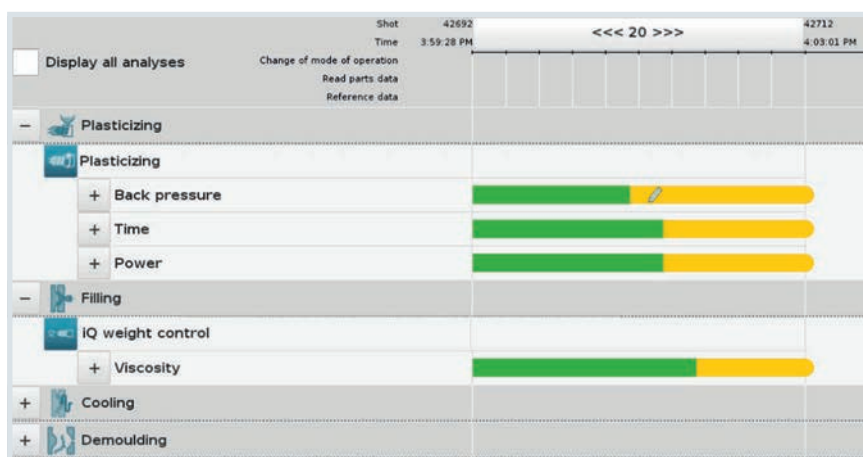 Shot 42692 <<< 20 >>> 42712
Time 3:59:28 PM 4:03:01 PM
Display all analyses Change of mode of operation
Read parts data
Reference data
− Plasticizing
Plasticizing
+ Back pressure
+ Time
+ Power
− Filling
iQ weight control
+ Viscosity
+ Cooling
+ Demoulding